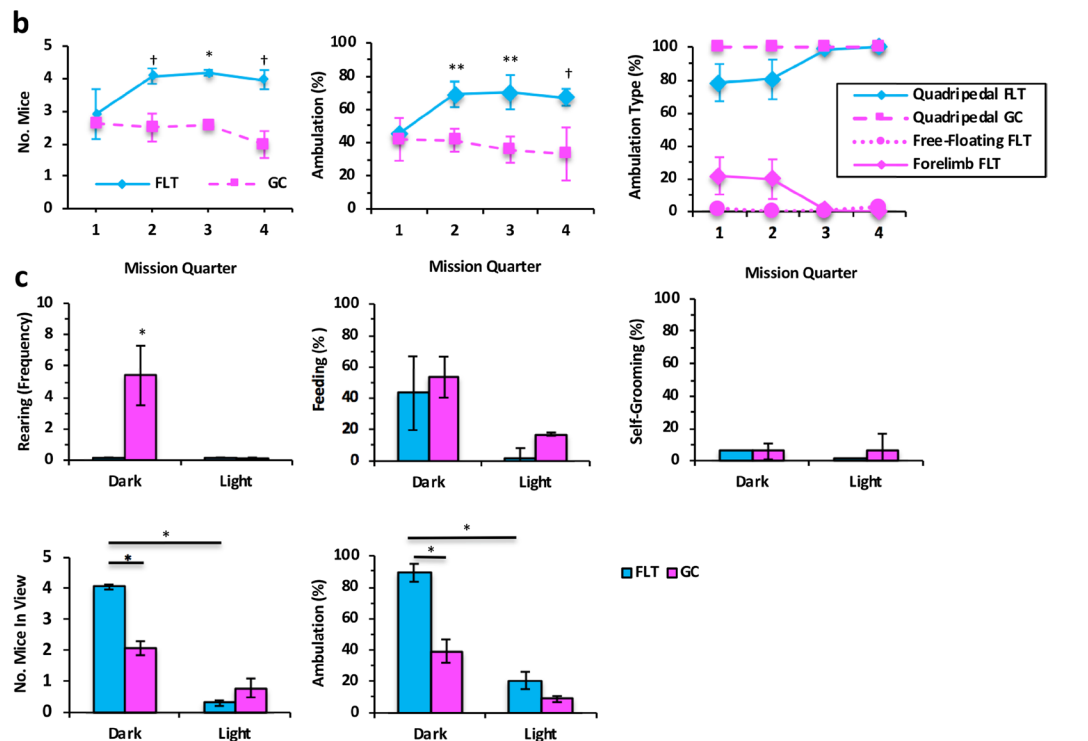 b
No. Mice
5
4
3
2
1
0
† * †
FLT GC
1 2 3 4
Mission Quarter
Ambulation (%)
100
80
60
40
20
0
** ** †
1 2 3 4
Mission Quarter
Ambulation Type (%)
100
80
60
40
20
0
Quadripedal FLT
Quadripedal GC
Free-Floating FLT
Forelimb FLT
1 2 3 4
Mission Quarter
c
Rearing (Frequency)
10
8
6
4
2
0
*
Dark Light
Feeding (% )
100
80
60
40
20
0
Dark Light
Self-Grooming (%)
100
80
60
40
20
0
Dark Light
No. Mice In View
5
4
3
2
1
0
*
*
Dark Light
Ambulation (%)
100
80
60
40
20
0
*
*
Dark Light
FLT GC